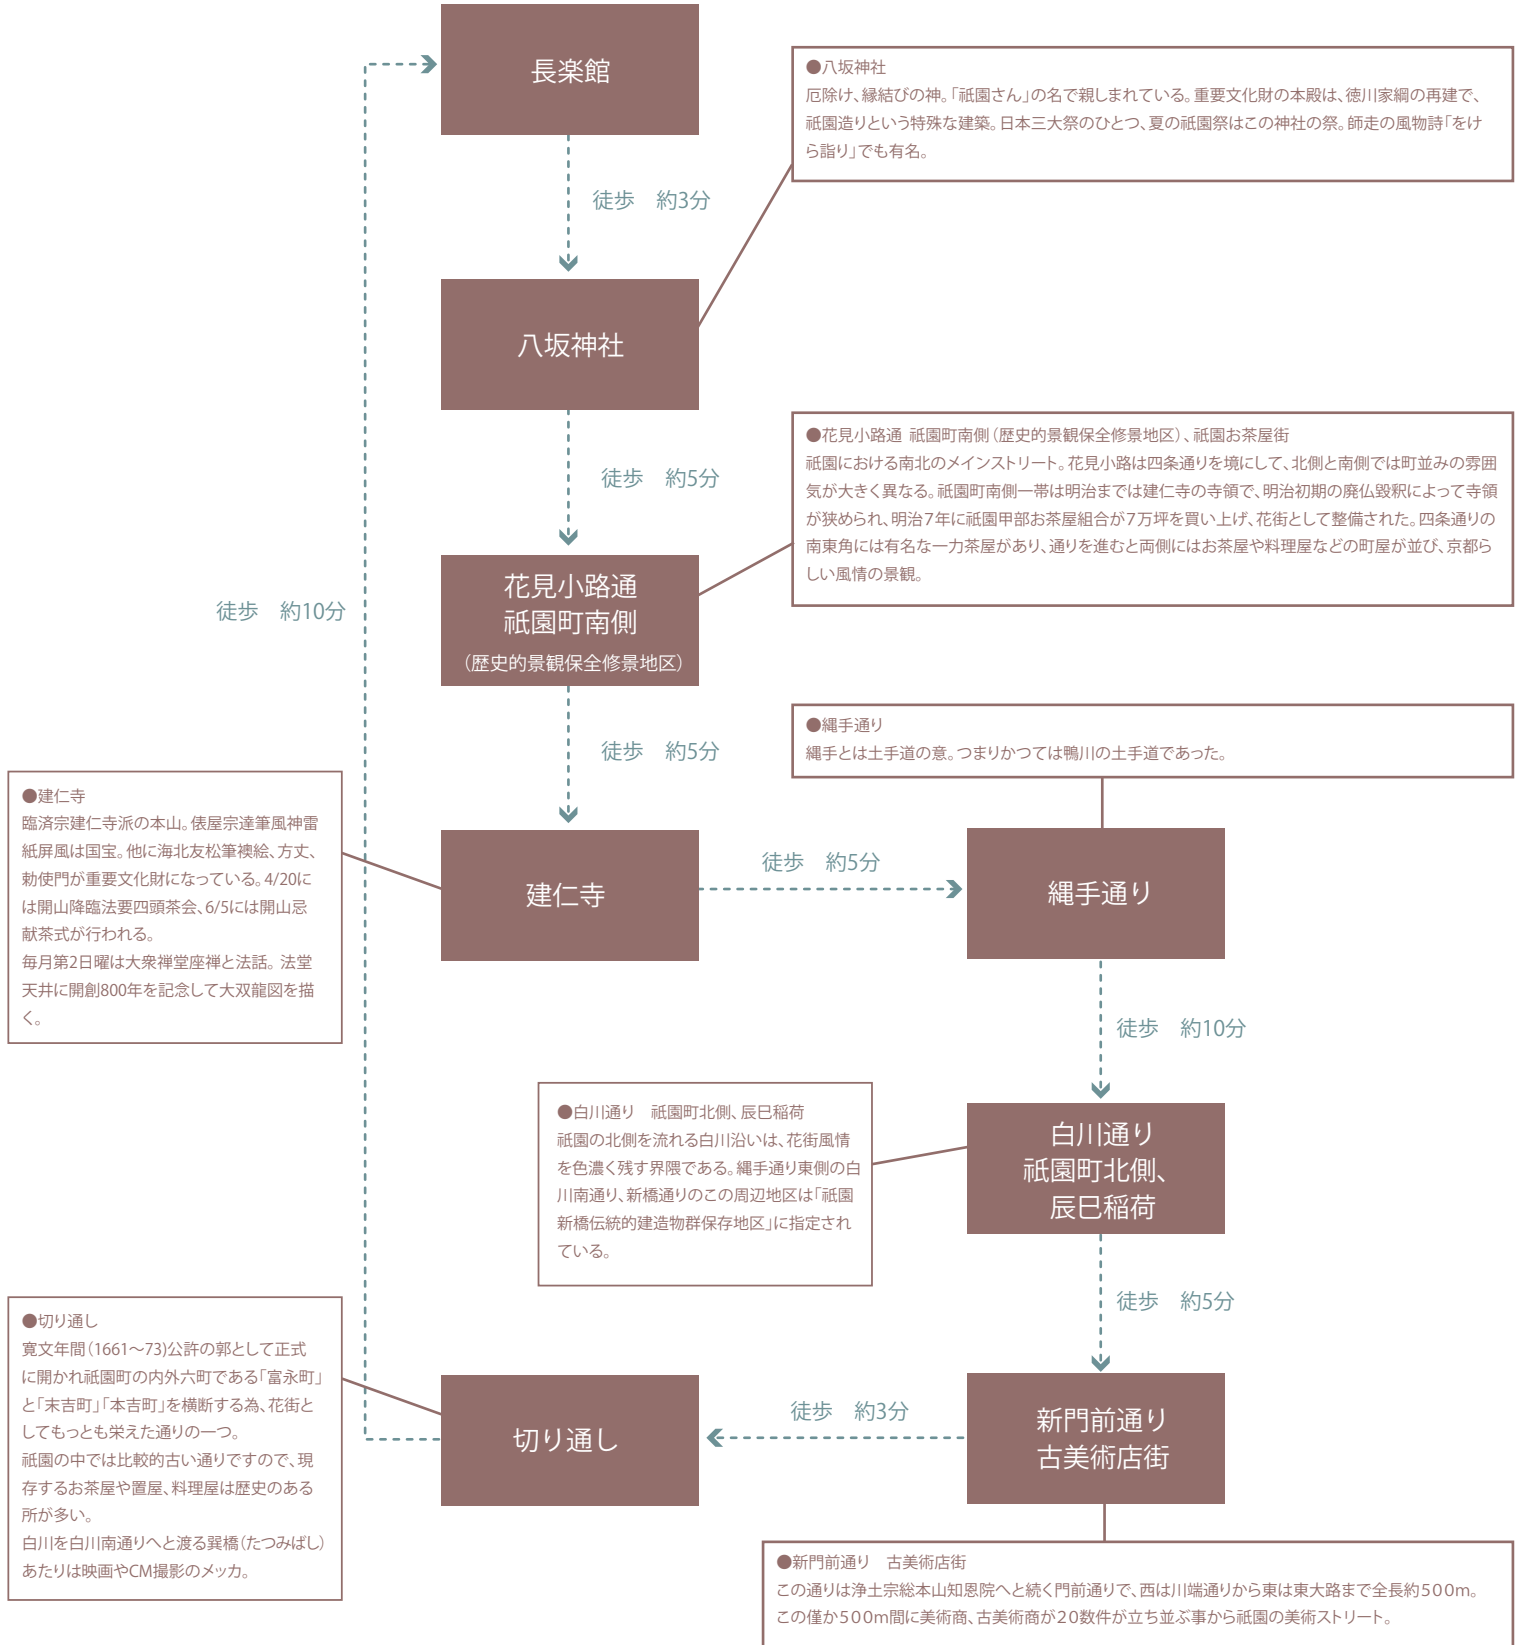 長楽館
●八坂神社
厄除け、縁結びの神。「祇園さん」の名で親しまれている。重要文化財の本殿は、徳川家綱の再建で、
祇園造りという特殊な建築。日本三大祭のひとつ、夏の祇園祭はこの神社の祭。師走の風物詩「をけ
ら詣り」でも有名。
徒歩　約3分
八坂神社
徒歩　約5分
●花見小路通 祇園町南側（歴史的景観保全修景地区）、祇園お茶屋街
祇園における南北のメインストリート。花見小路は四条通りを境にして、北側と南側では町並みの雰囲
気が大きく異なる。祇園町南側一帯は明治までは建仁寺の寺領で、明治初期の廃仏毀釈によって寺領
が狭められ、明治7年に祇園甲部お茶屋組合が7万坪を買い上げ、花街として整備された。四条通りの
南東角には有名な一力茶屋があり、通りを進むと両側にはお茶屋や料理屋などの町屋が並び、京都ら
しい風情の景観。
花見小路通
祇園町南側
（歴史的景観保全修景地区）
徒歩　約10分
徒歩　約5分
●縄手通り
縄手とは土手道の意。つまりかつては鴨川の土手道であった。
●建仁寺
臨済宗建仁寺派の本山。俵屋宗達筆風神雷
紙屏風は国宝。他に海北友松筆襖絵、方丈、
勅使門が重要文化財になっている。4/20に
は開山降臨法要四頭茶会、6/5には開山忌
献茶式が行われる。
毎月第2日曜は大衆禅堂座禅と法話。法堂
天井に開創800年を記念して大双龍図を描
く。
建仁寺
徒歩　約5分
縄手通り
徒歩　約10分
●白川通り　祇園町北側、辰巳稲荷
祇園の北側を流れる白川沿いは、花街風情
を色濃く残す界隈である。縄手通り東側の白
川南通り、新橋通りのこの周辺地区は「祇園
新橋伝統的建造物群保存地区」に指定され
ている。
白川通り
祇園町北側、
辰巳稲荷
徒歩　約5分
●切り通し
寛文年間（1661～73)公許の郭として正式
に開かれ祇園町の内外六町である「富永町」
と「末吉町」「本吉町」を横断する為、花街と
してもっとも栄えた通りの一つ。
祇園の中では比較的古い通りですので、現
存するお茶屋や置屋、料理屋は歴史のある
所が多い。
白川を白川南通りへと渡る巽橋（たつみばし）
あたりは映画やCM撮影のメッカ。
切り通し
徒歩　約3分
新門前通り
古美術店街
●新門前通り　古美術店街
この通りは浄土宗総本山知恩院へと続く門前通りで、西は川端通りから東は東大路まで全長約500m。
この僅か500m間に美術商、古美術商が20数件が立ち並ぶ事から祇園の美術ストリート。